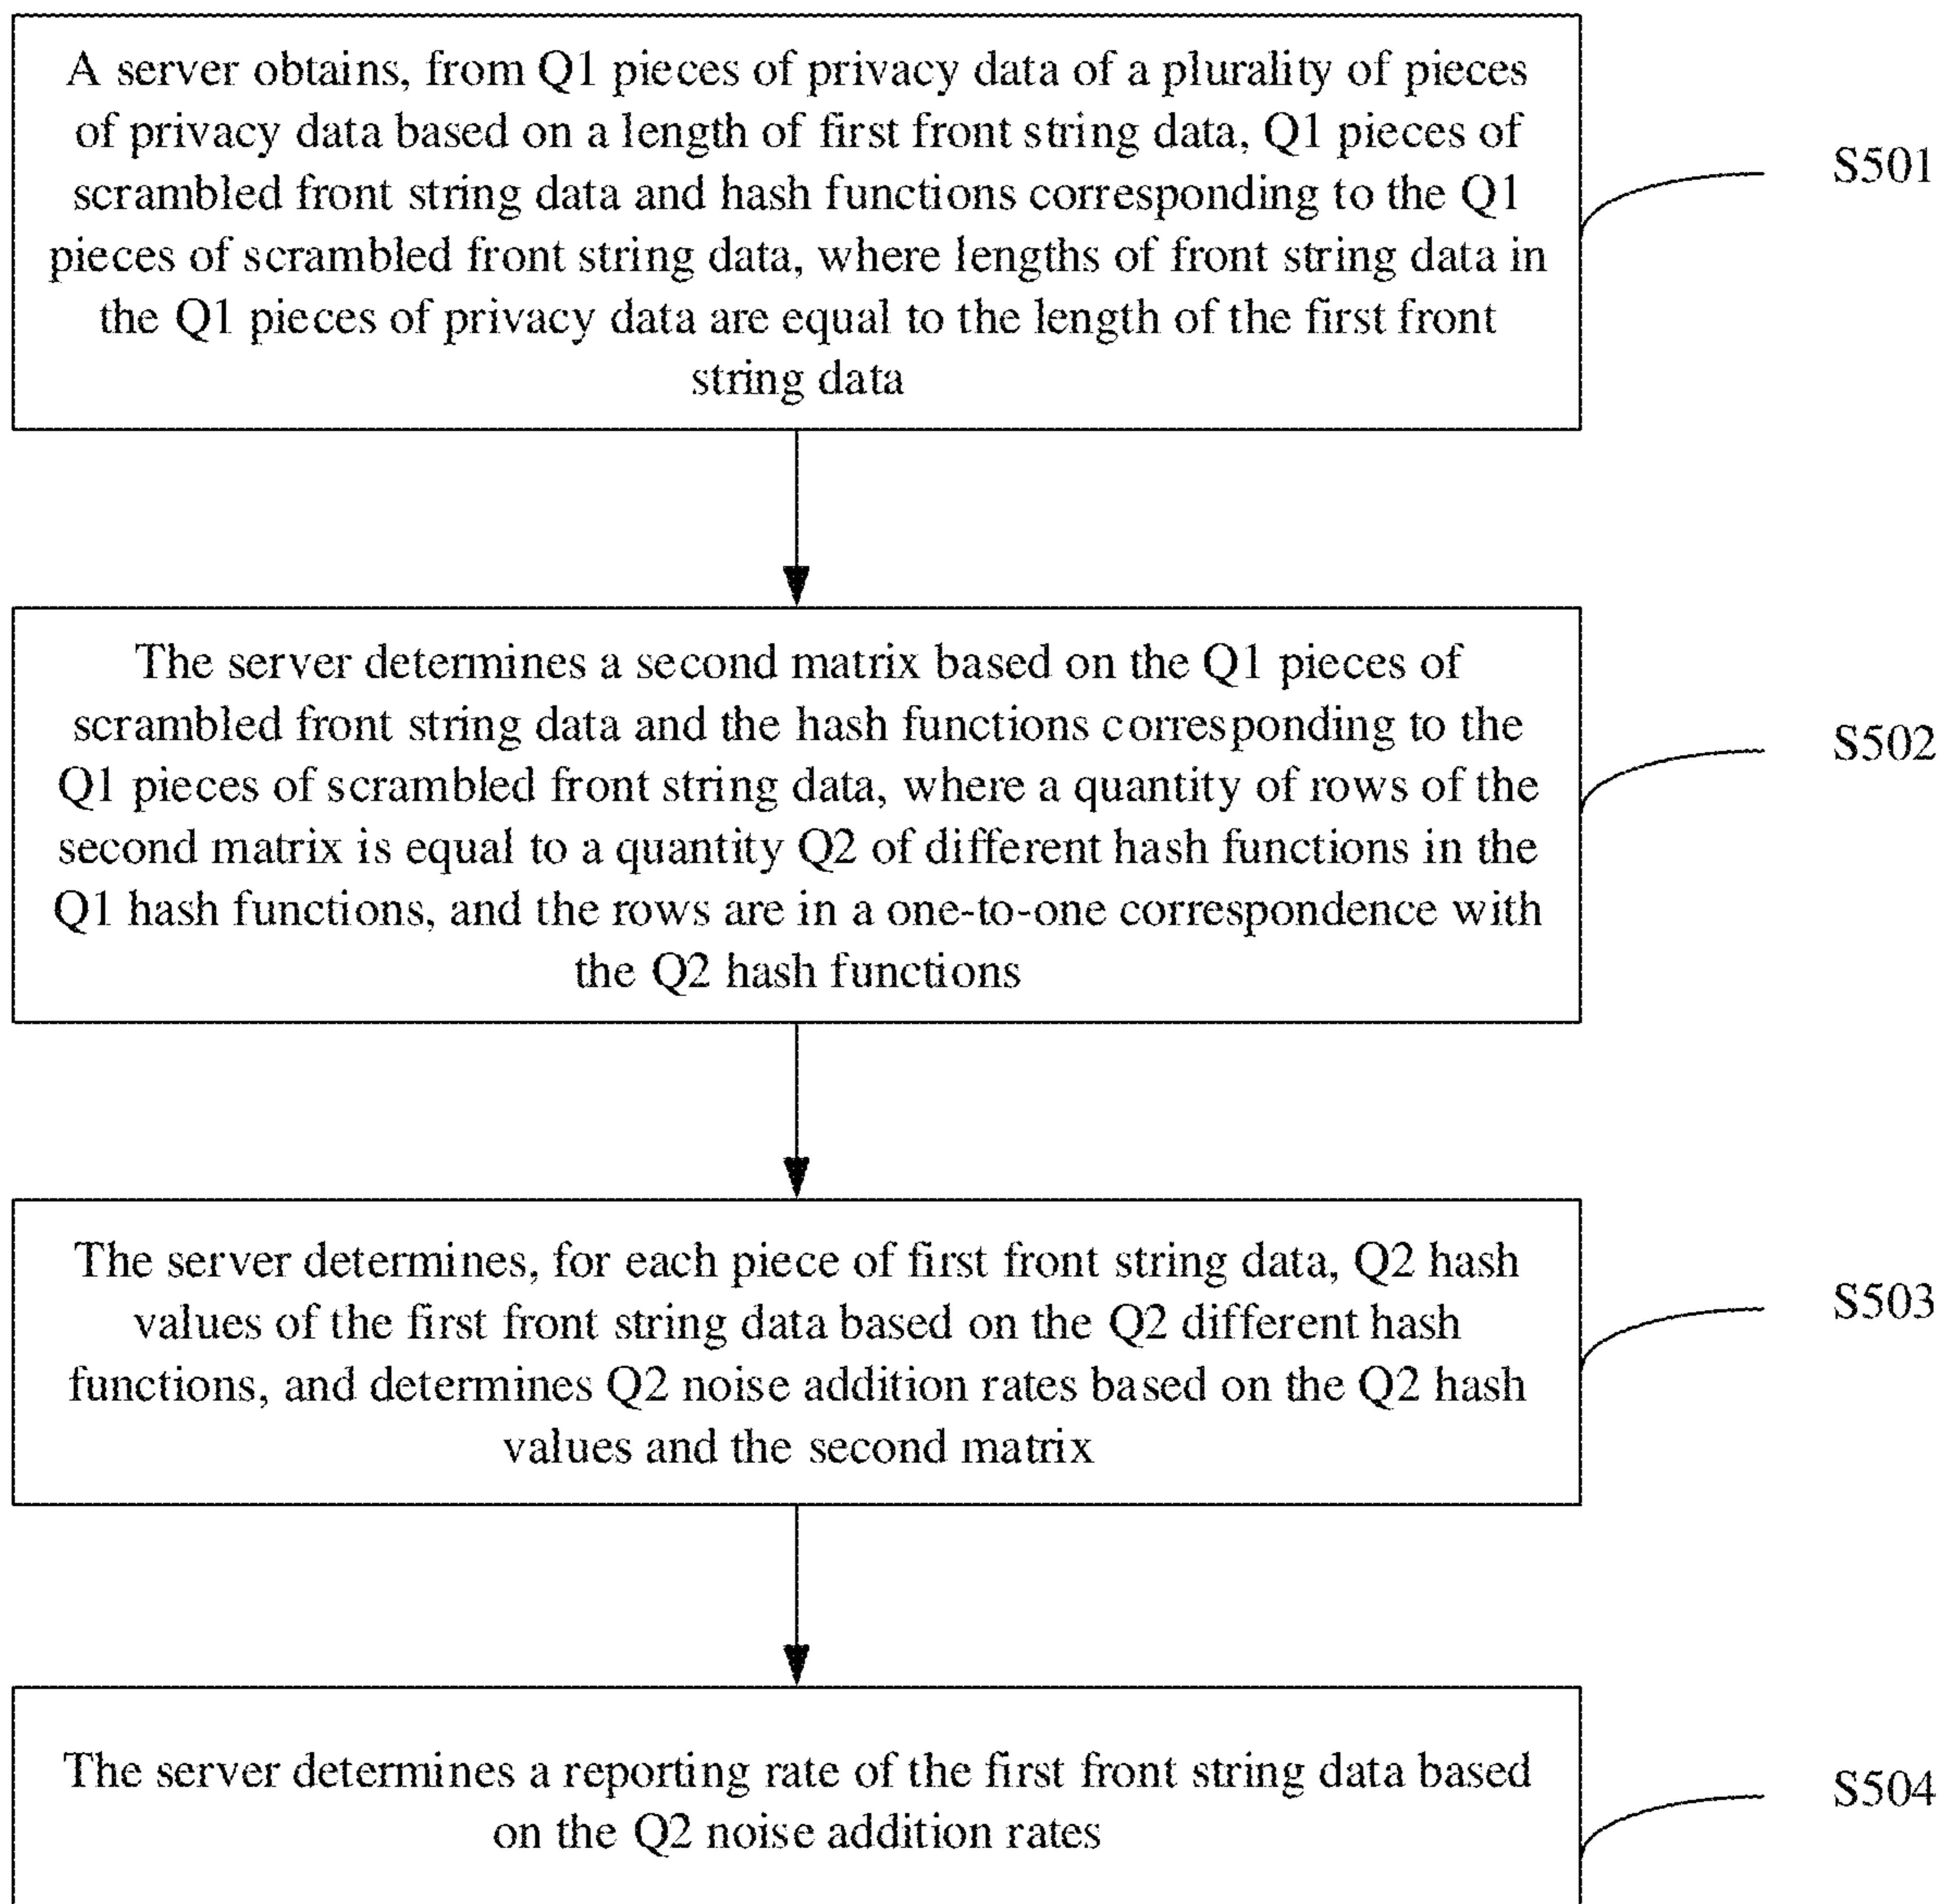 A server obtains, from Q1 pieces of privacy data of a plurality of pieces
of privacy data based on a length of first front string data, Q1 pieces of
scrambled front string data and hash functions corresponding to the Q1
pieces of scrambled front string data, where lengths of front string data in
the Q1 pieces of privacy data are equal to the length of the first front
string data
S501
The server determines a second matrix based on the Q1 pieces of
scrambled front string data and the hash functions corresponding to the
Q1 pieces of scrambled front string data, where a quantity of rows of the
second matrix is equal to a quantity Q2 of different hash functions in the
Q1 hash functions, and the rows are in a one-to-one correspondence with
the Q2 hash functions
S502
The server determines, for each piece of first front string data, Q2 hash
values of the first front string data based on the Q2 different hash
functions, and determines Q2 noise addition rates based on the Q2 hash
values and the second matrix
S503
The server determines a reporting rate of the first front string data based
on the Q2 noise addition rates
S504